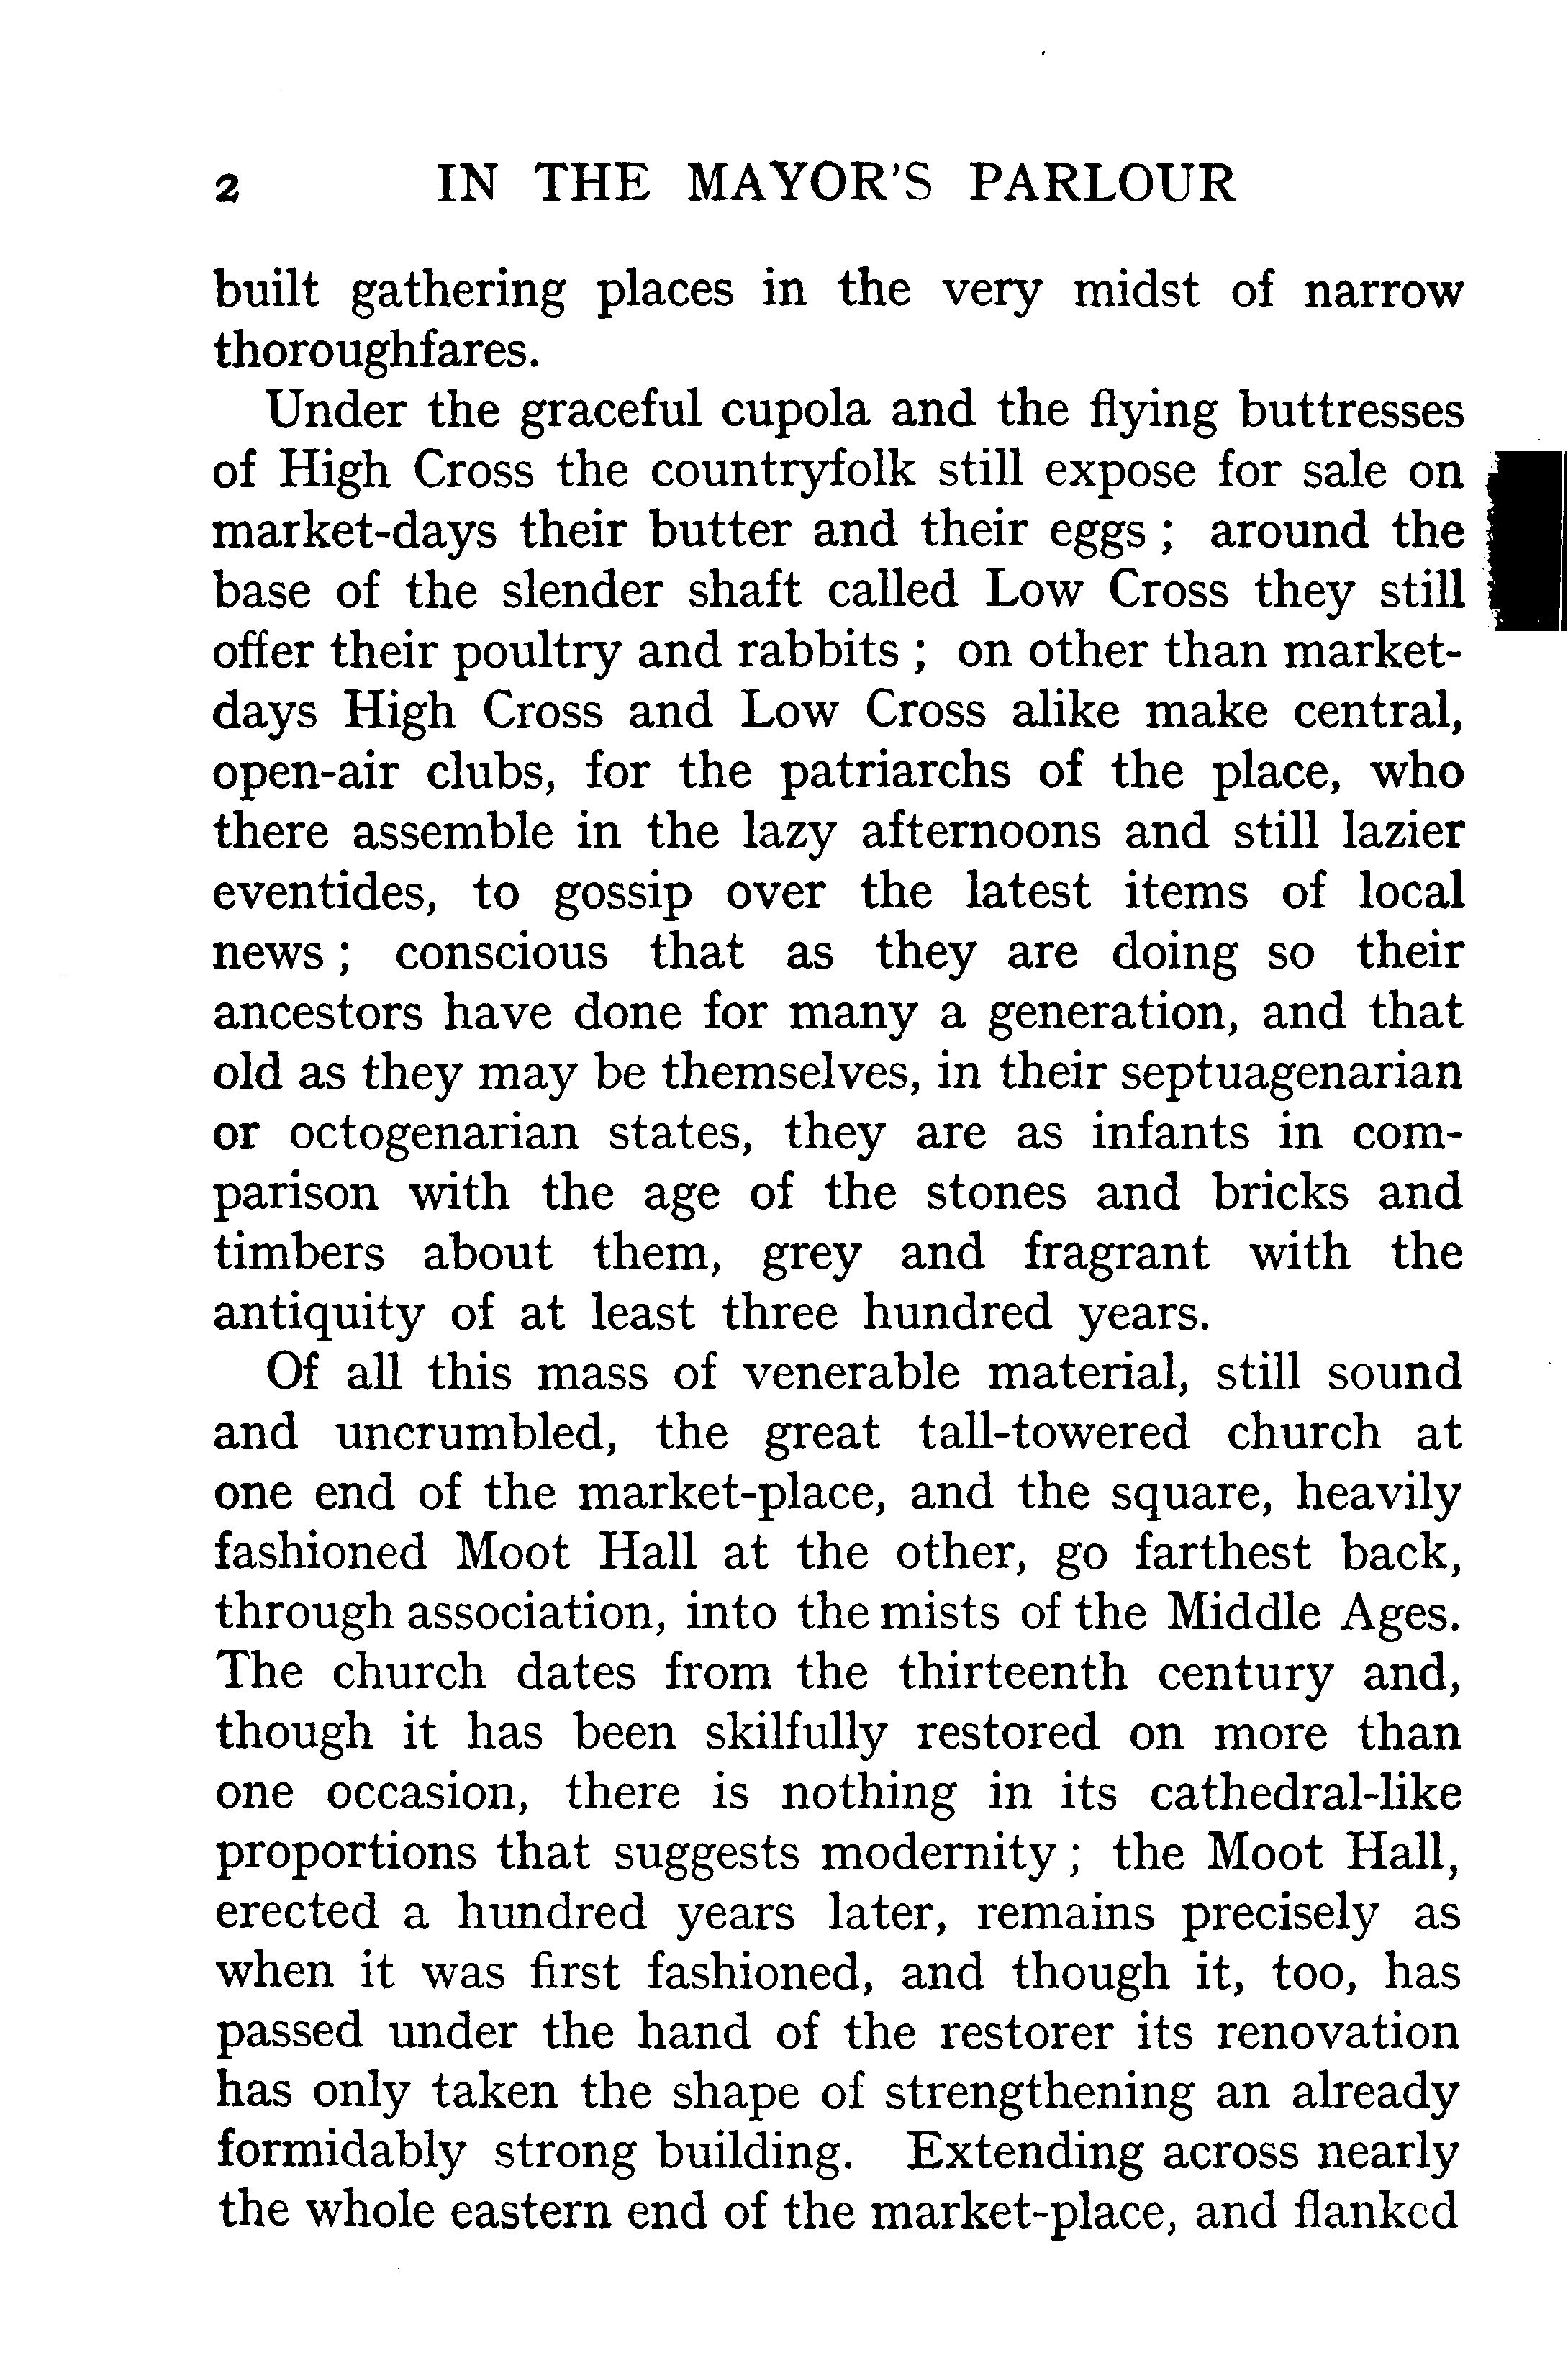 2 IN THE MAYOR'S PARLOUR
built gathering places in the very midst of narrow
thoroughfares.
Under the graceful cupola and the flying buttresses
of High Cross the countryfolk still expose for sale on
market-days their butter and their eggs ; around the
base of the slender shaft called Low Cross they still
offer their poultry and rabbits ; on other than market-
days High Cross and Low Cross alike make central,
open-air clubs, for the patriarchs of the place, who
there assemble in the lazy afternoons and still lazier
eventides, to gossip over the latest items of local
news ; conscious that as they are doing so their
ancestors have done for many a generation, and that
old as they may be themselves, in their septuagenarian
or octogenarian states, they are as infants in com-
parison with the age of the stones and bricks and
timbers about them, grey and fragrant with the
antiquity of at least three hundred years.
Of all this mass of venerable material, still sound
and uncrumbled, the great tall-towered church at
one end of the market-place, and the square, heavily
fashioned Moot Hall at the other, go farthest back,
through association, into the mists of the Middle Ages.
The church dates from the thirteenth century and,
though it has been skilfully restored on more than
one occasion, there is nothing in its cathedral-like
proportions that suggests modernity ; the Moot Hall,
erected a hundred years later, remains precisely as
when it was first fashioned, and though it, too, has
passed under the hand of the restorer its renovation
has only taken the shape of strengthening an already
formidably strong building. Extending across nearly
the whole eastern end of the market-place, and flanked